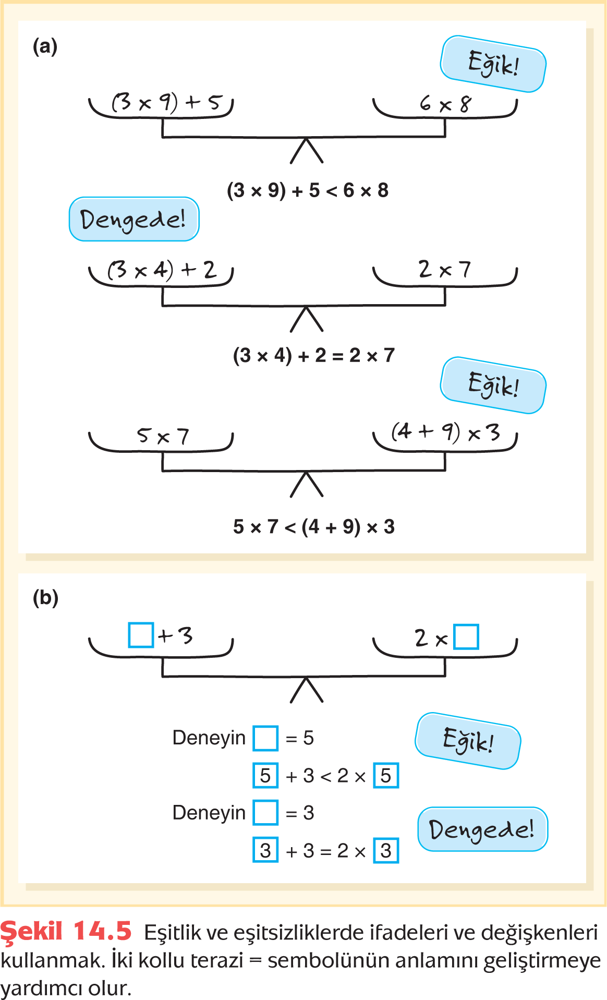 (a)
Eğik!
(3 x 9) + 5
6 x 8
(3 × 9) + 5 < 6 × 8
Dengede!
(3 x 4) + 2
2 x 7
(3 × 4) + 2 = 2 × 7
Eğik!
5 x 7
(4 + 9) x 3
5 × 7 < (4 + 9) × 3
(b)
□ + 3
2 x □
Deneyin □ = 5
Eğik!
5 + 3 < 2 × 5
Deneyin □ = 3
Dengede!
3 + 3 = 2 × 3
Şekil 14.5 Eşitlik ve eşitsizliklerde ifadeleri ve değişkenleri
kullanmak. İki kollu terazi = sembolünün anlamını geliştirmeye
yardımcı olur.